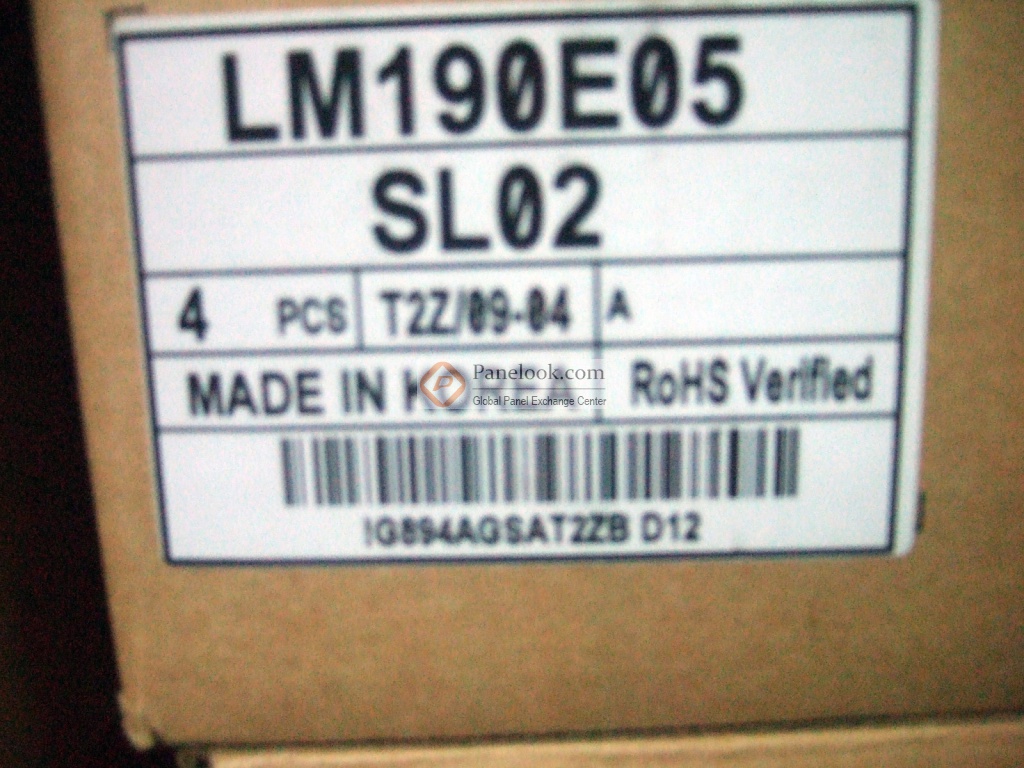 LM190E05
SL02
4 PCS T2Z/09-04 A
MADE IN RoHS Verified
Panelook.com
Global Panel Exchange Center
IG894AGSAT2ZB D12